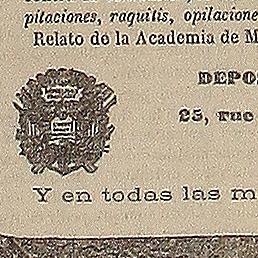 pitaciones, raquitis, opilacione
Relato de la Academia de M
DEPOS
25, rue
Y en todas las m